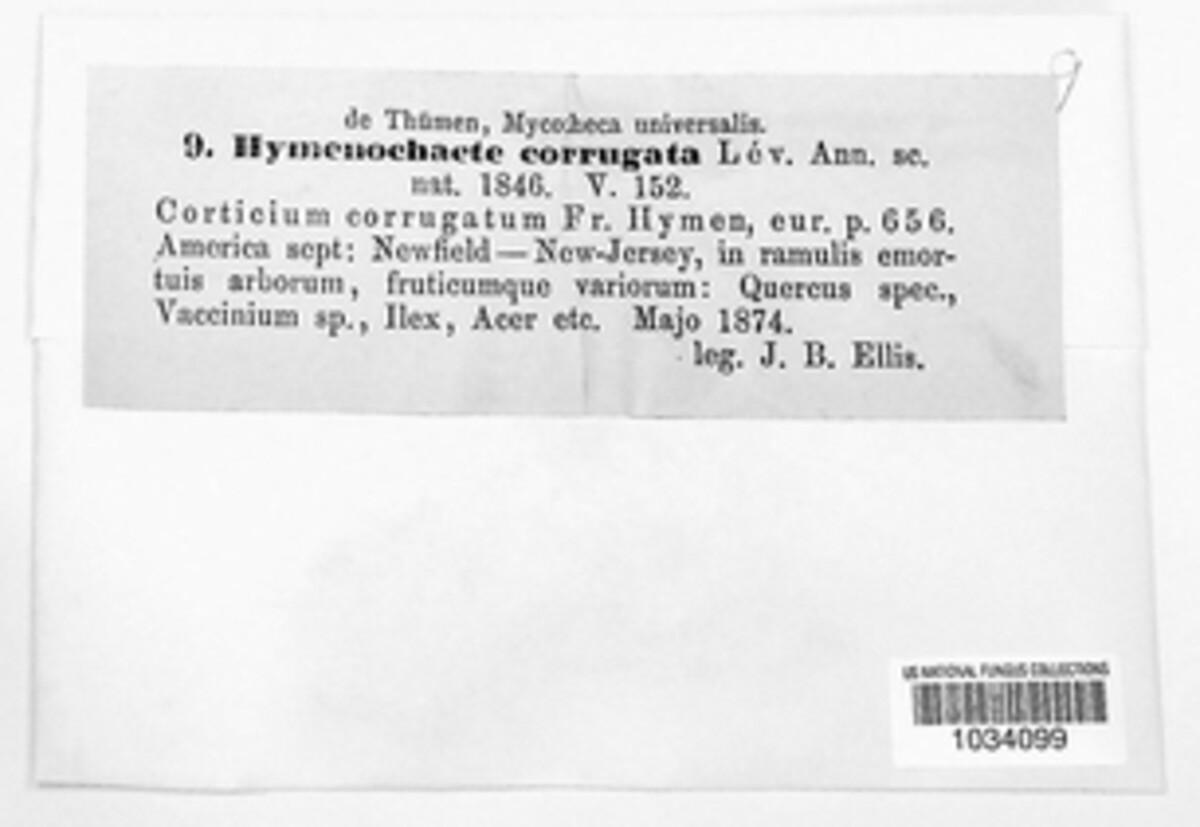 de Thümen, Mycotheca universalis.
9. Hymenochaete corrugata Lév. Ann. sc.
nat. 1846. V. 152.
Corticium corrugatum Fr. Hymen, eur. p. 656.
America sept: Newfield — New-Jersey, in ramulis emor-
tuis arborum, fruticumque variorum: Quercus spec.,
Vaccinium sp., Ilex, Acer etc. Majo 1874.
leg. J. B. Ellis.
9
US NATIONAL FUNGUS COLLECTIONS
1034099